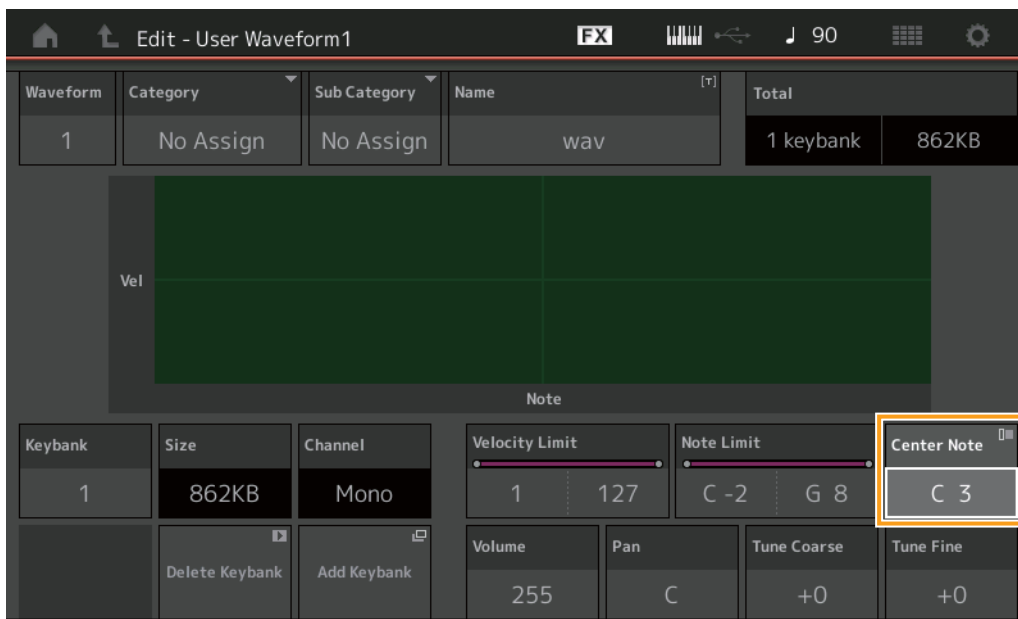 Edit - User Waveform1 FX 90
Waveform Category Sub Category Name [T] Total
1 No Assign No Assign wav 1 keybank 862KB
Vel
Note
Keybank Size Channel Velocity Limit Note Limit Center Note
1 862KB Mono 1 127 C -2 G 8 C 3
Delete Keybank Add Keybank Volume Pan Tune Coarse Tune Fine
255 C +0 +0